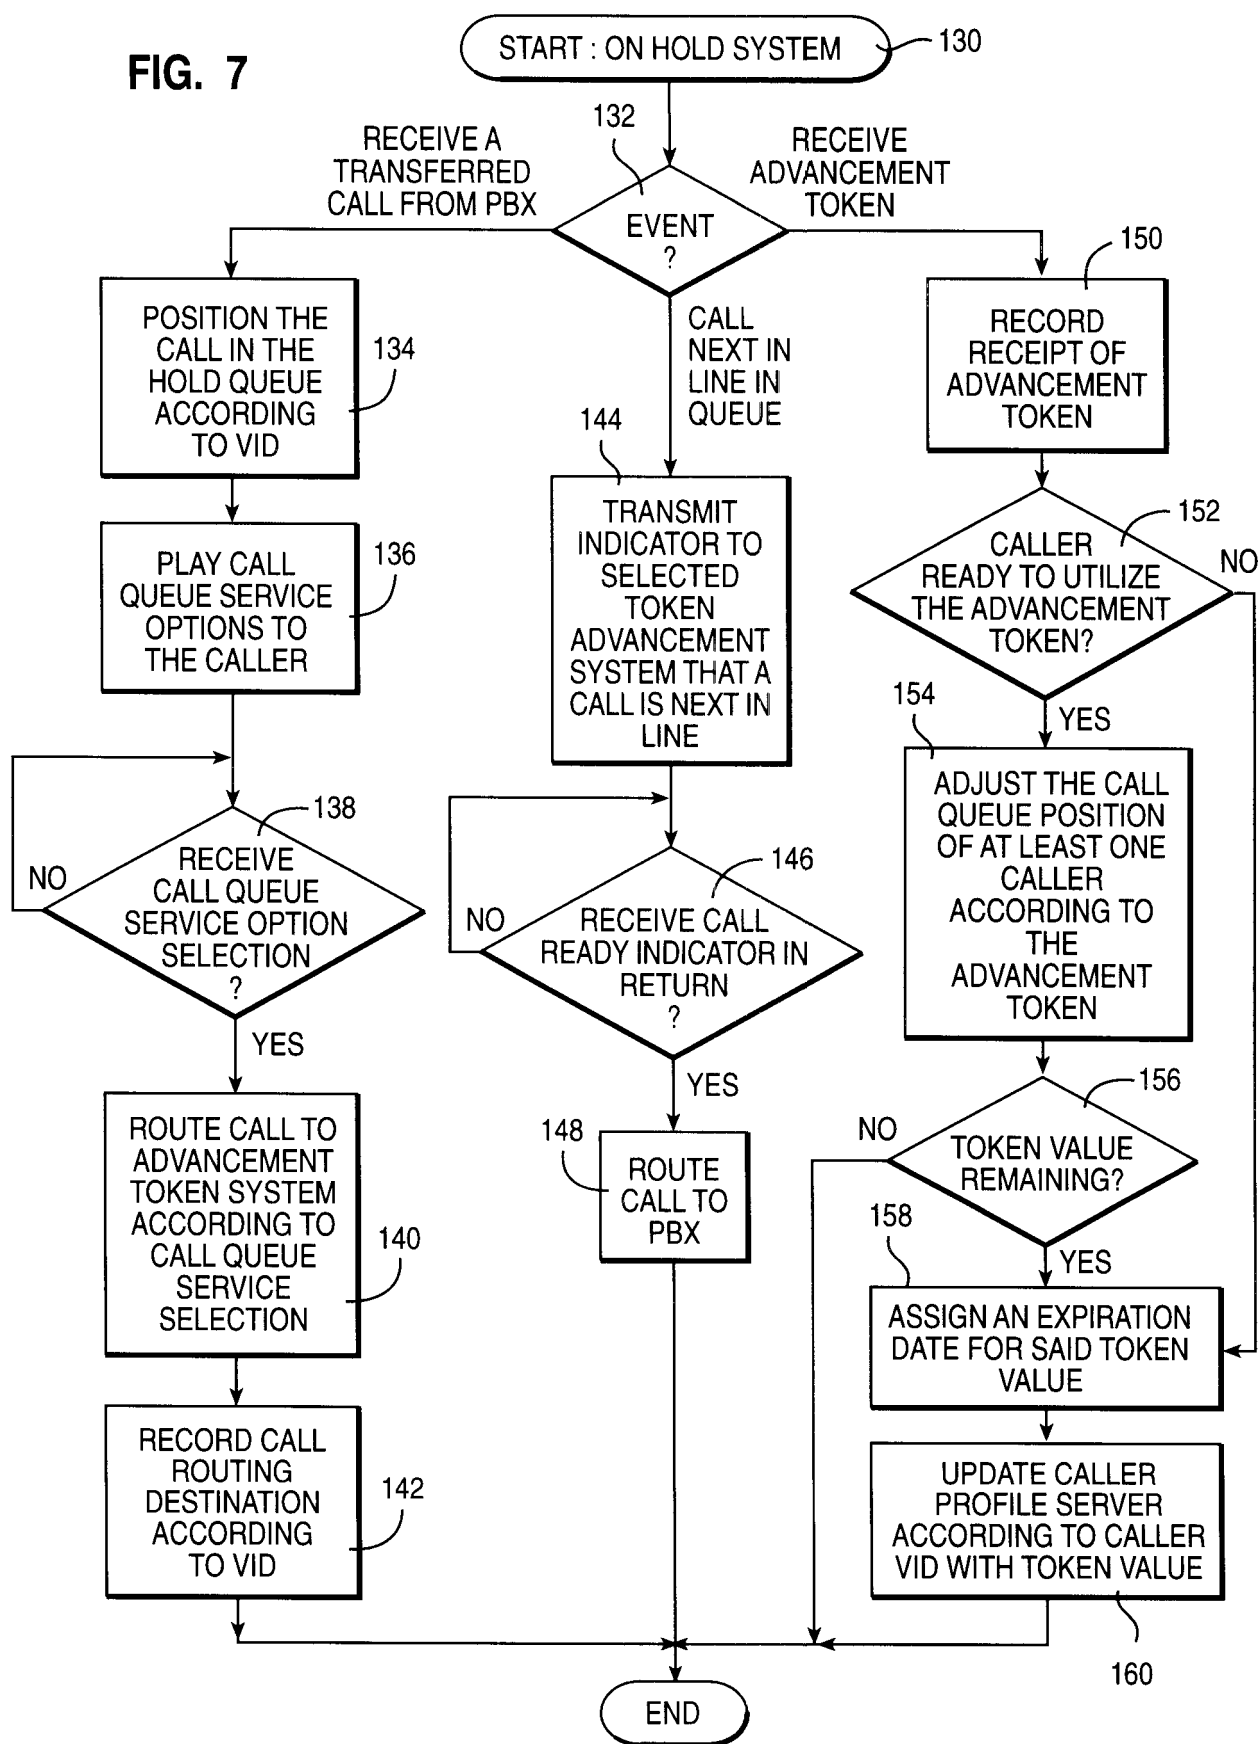 FIG. 7
START : ON HOLD SYSTEM
130
132
RECEIVE A
TRANSFERRED
CALL FROM PBX
EVENT
?
RECEIVE
ADVANCEMENT
TOKEN
CALL
NEXT IN
LINE IN
QUEUE
POSITION THE
CALL IN THE
HOLD QUEUE
ACCORDING
TO VID
134
PLAY CALL
QUEUE SERVICE
OPTIONS TO
THE CALLER
136
138
RECEIVE
CALL QUEUE
SERVICE OPTION
SELECTION
?
NO
YES
ROUTE CALL TO
ADVANCEMENT
TOKEN SYSTEM
ACCORDING TO
CALL QUEUE
SERVICE
SELECTION
140
RECORD CALL
ROUTING
DESTINATION
ACCORDING
TO VID
142
144
TRANSMIT
INDICATOR TO
SELECTED
TOKEN
ADVANCEMENT
SYSTEM THAT A
CALL IS NEXT IN
LINE
146
RECEIVE CALL
READY INDICATOR IN
RETURN
?
NO
YES
148
ROUTE
CALL TO
PBX
150
RECORD
RECEIPT OF
ADVANCEMENT
TOKEN
152
CALLER
READY TO UTILIZE
THE ADVANCEMENT
TOKEN?
NO
YES
154
ADJUST THE CALL
QUEUE POSITION
OF AT LEAST ONE
CALLER
ACCORDING TO
THE
ADVANCEMENT
TOKEN
156
TOKEN VALUE
REMAINING?
NO
YES
158
ASSIGN AN EXPIRATION
DATE FOR SAID TOKEN
VALUE
UPDATE CALLER
PROFILE SERVER
ACCORDING TO CALLER
VID WITH TOKEN VALUE
160
END